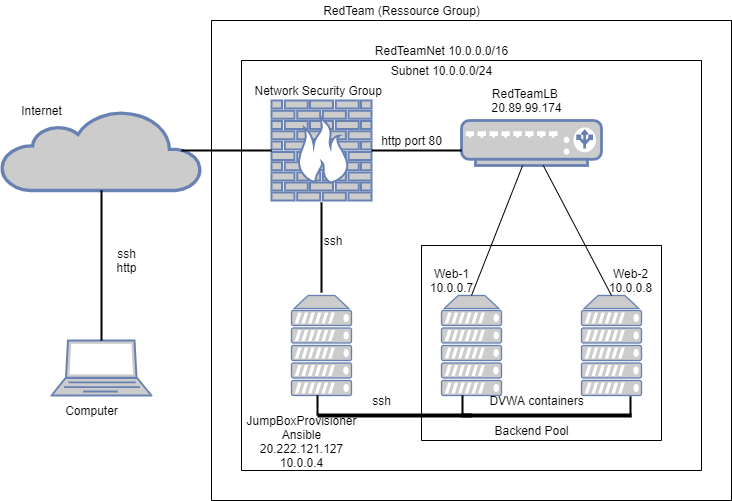 RedTeam (Ressource Group)
RedTeamNet 10.0.0.0/16
Subnet 10.0.0.0/24
Internet
Network Security Group
RedTeamLB
20.89.99.174
http port 80
ssh
http
ssh
Web-1
10.0.0.7
Web-2
10.0.0.8
Computer
ssh
DVWA containers
JumpBoxProvisioner
Ansible
20.222.121.127
10.0.0.4
Backend Pool